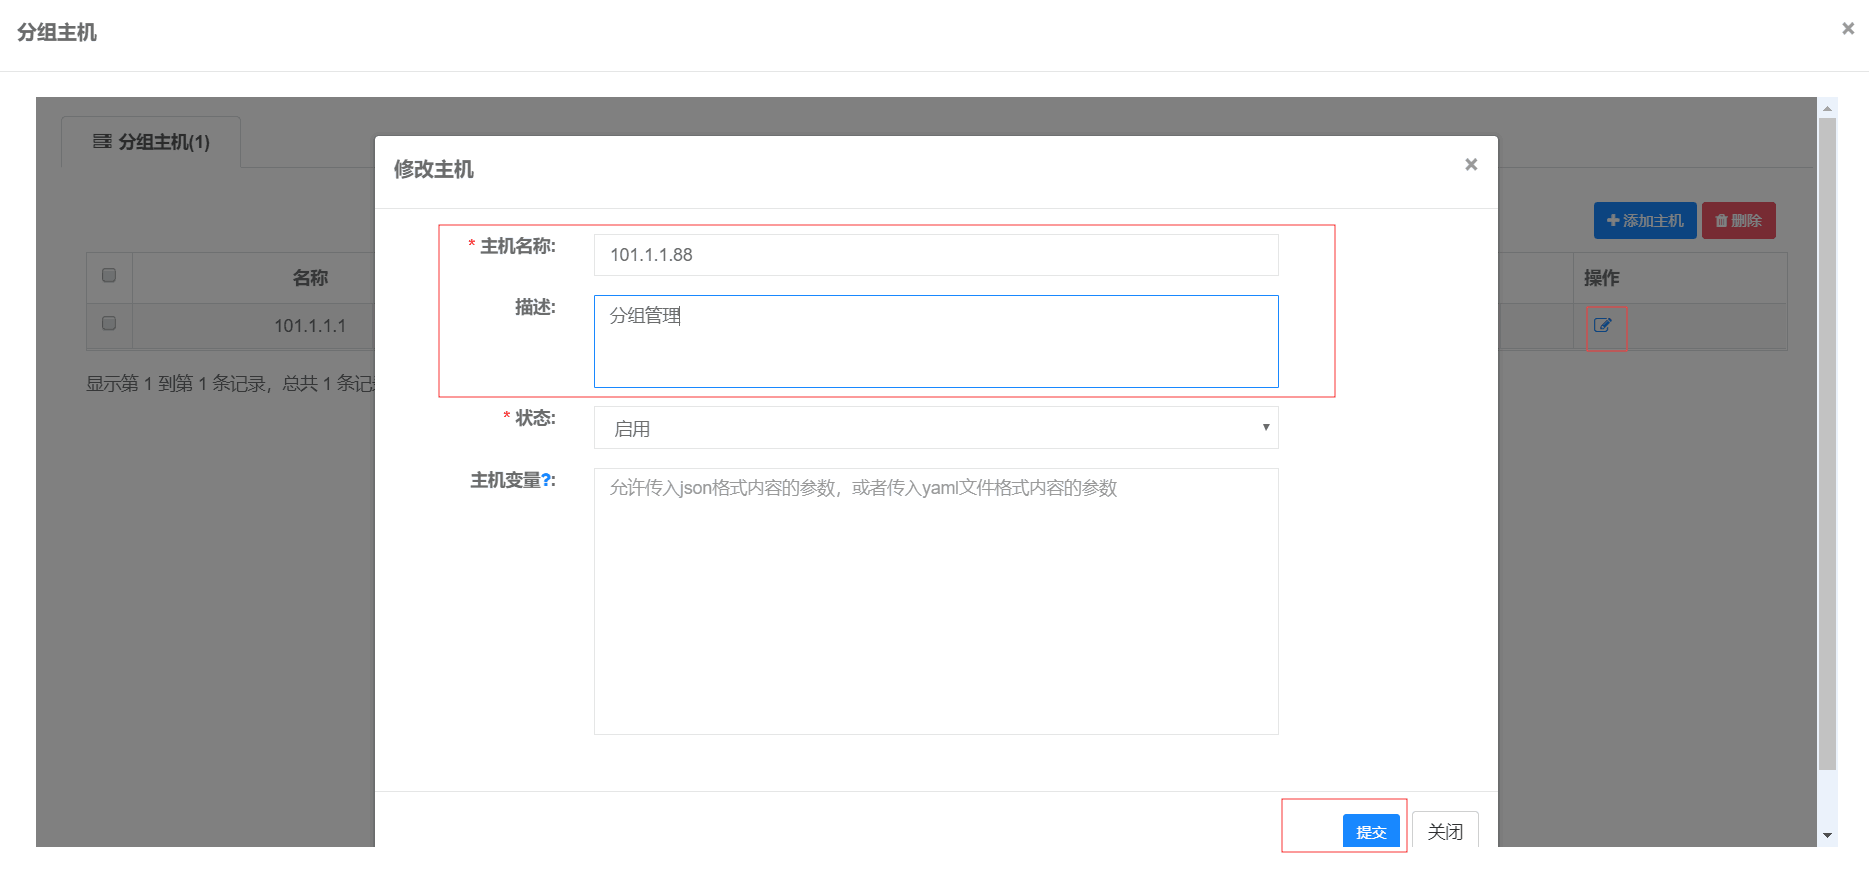 分组主机
×
分组主机(1)
修改主机
×
添加主机 删除
* 主机名称: 101.1.1.88
名称
操作
描述: 分组管理
101.1.1.1
显示第 1 到第 1 条记录，总共 1 条记
* 状态: 启用
主机变量?: 允许传入json格式内容的参数，或者传入yaml文件格式内容的参数
提交 关闭